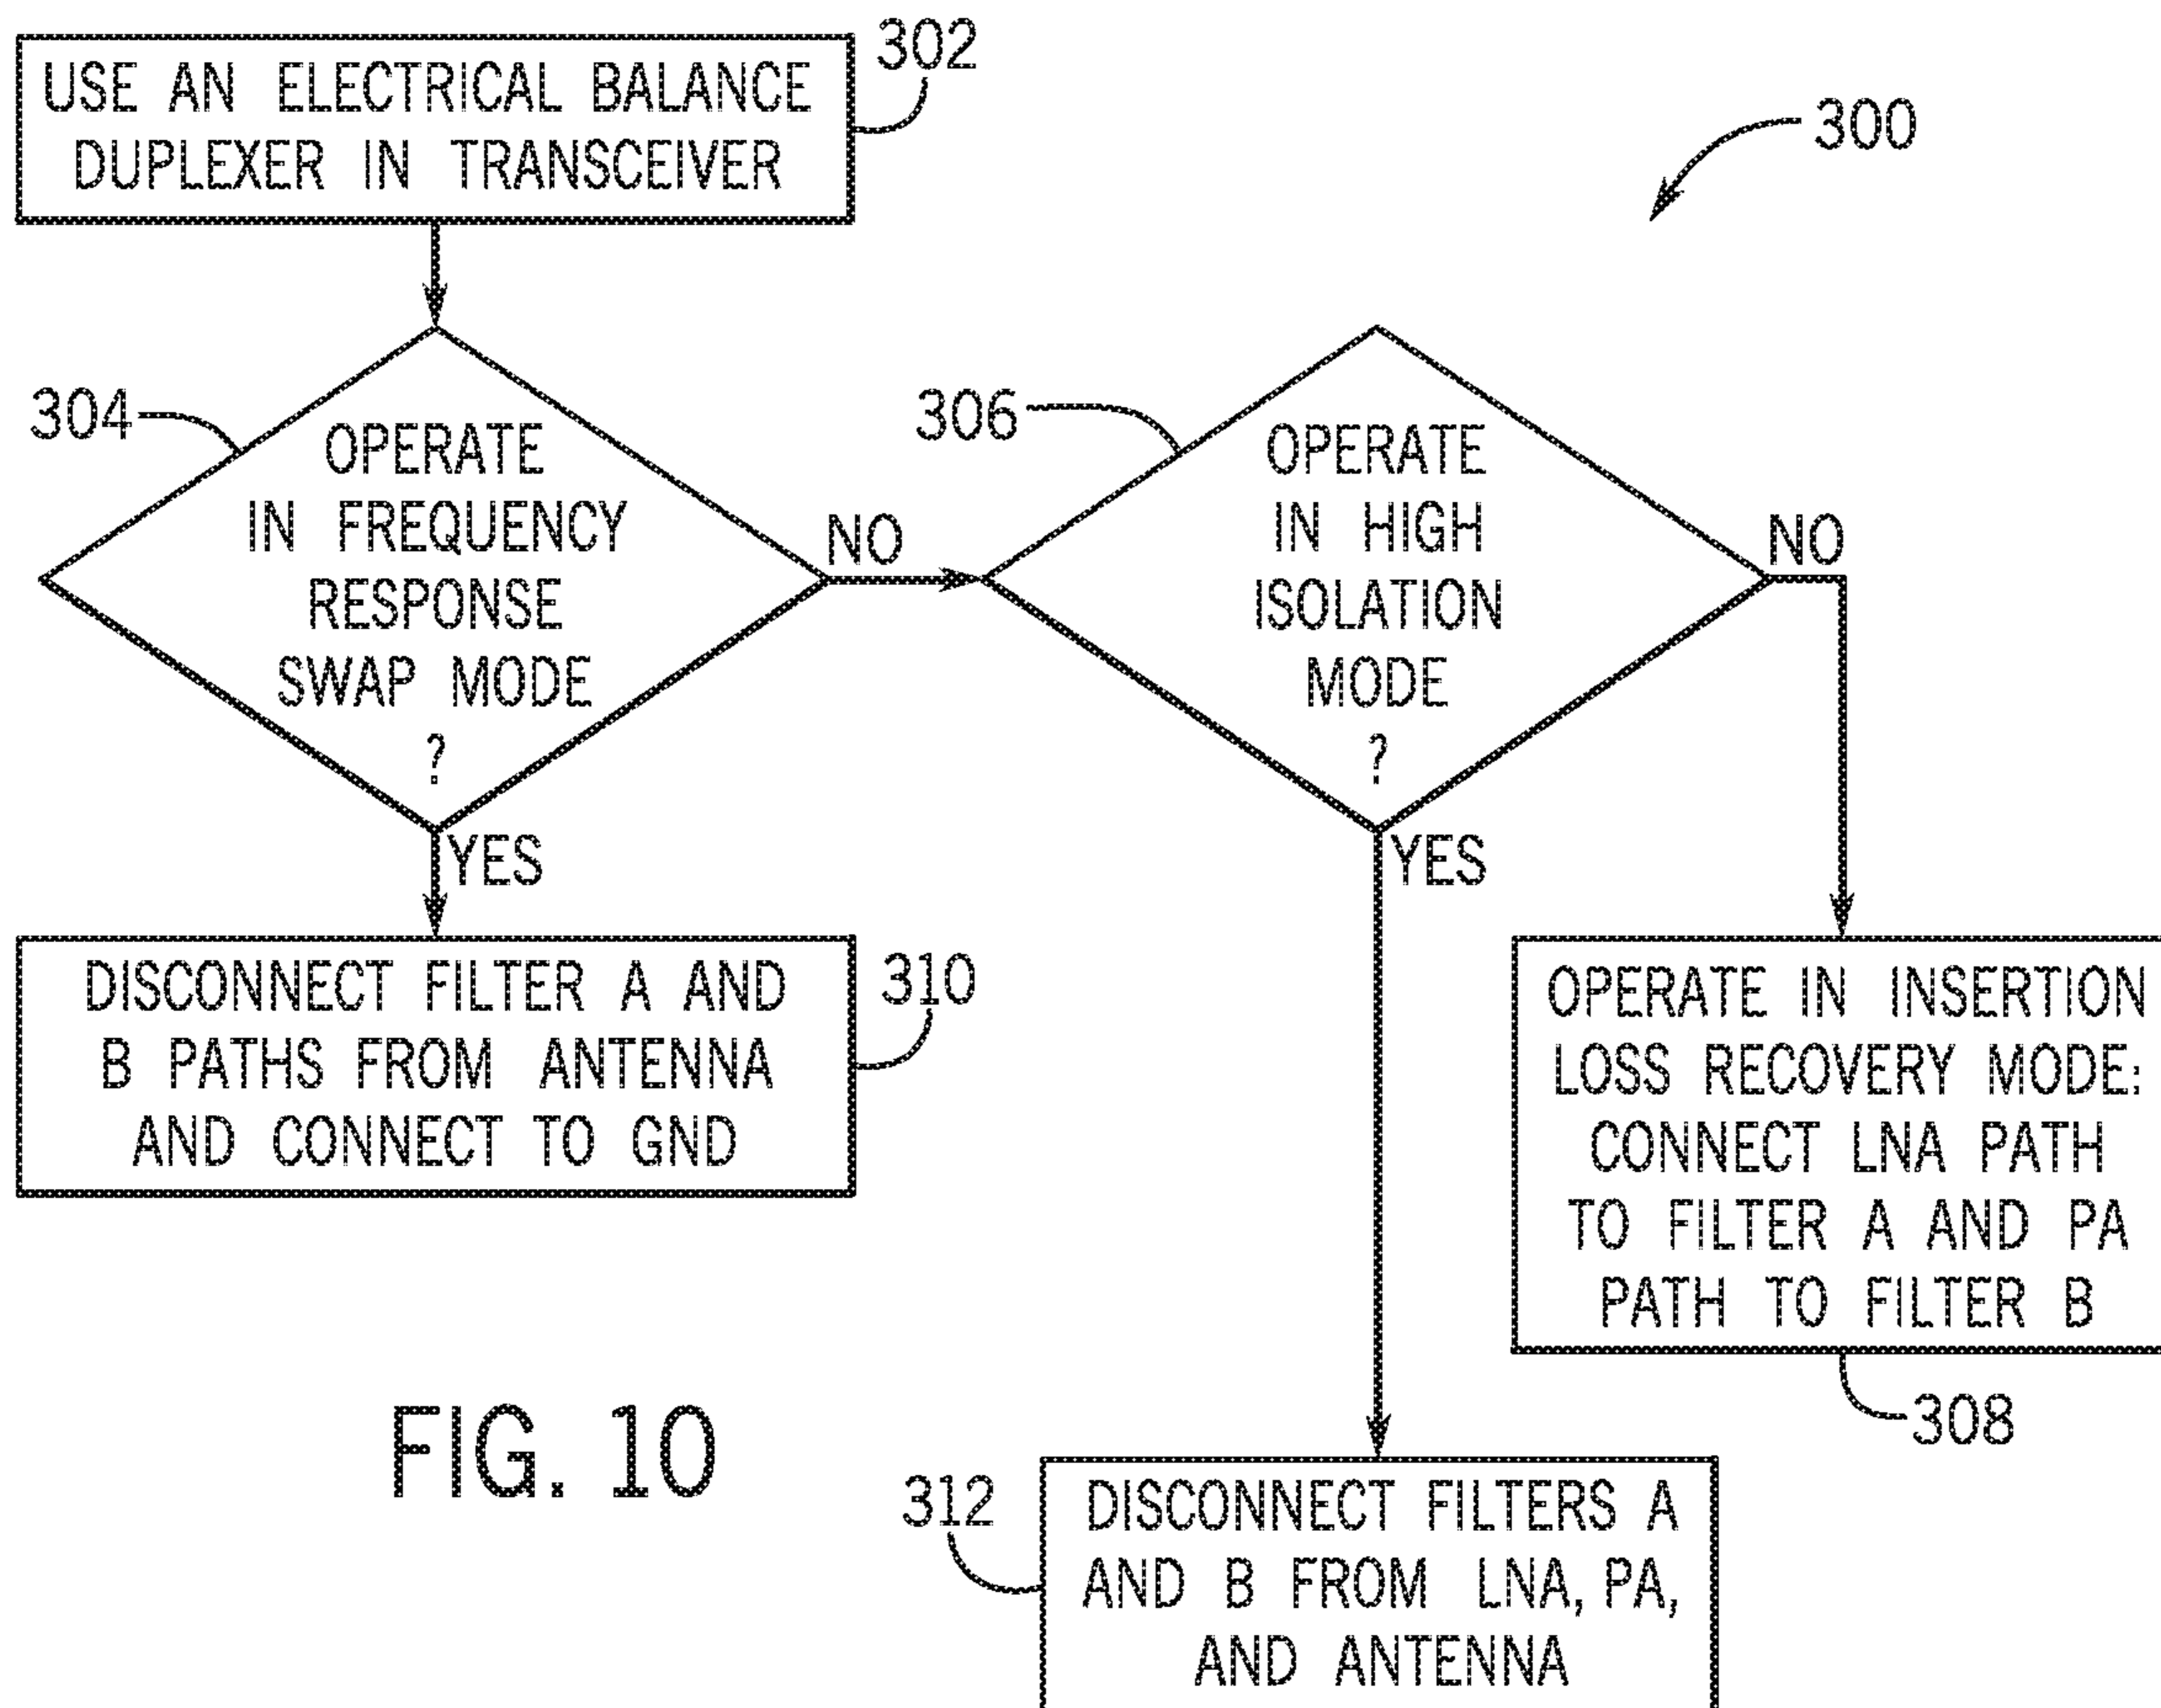 USE AN ELECTRICAL BALANCE
DUPLEXER IN TRANSCEIVER
302
300
304
OPERATE
IN FREQUENCY
RESPONSE
SWAP MODE
?
NO
YES
306
OPERATE
IN HIGH
ISOLATION
MODE
?
NO
YES
DISCONNECT FILTER A AND
B PATHS FROM ANTENNA
AND CONNECT TO GND
310
OPERATE IN INSERTION
LOSS RECOVERY MODE:
CONNECT LNA PATH
TO FILTER A AND PA
PATH TO FILTER B
308
312
DISCONNECT FILTERS A
AND B FROM LNA, PA,
AND ANTENNA
FIG. 10